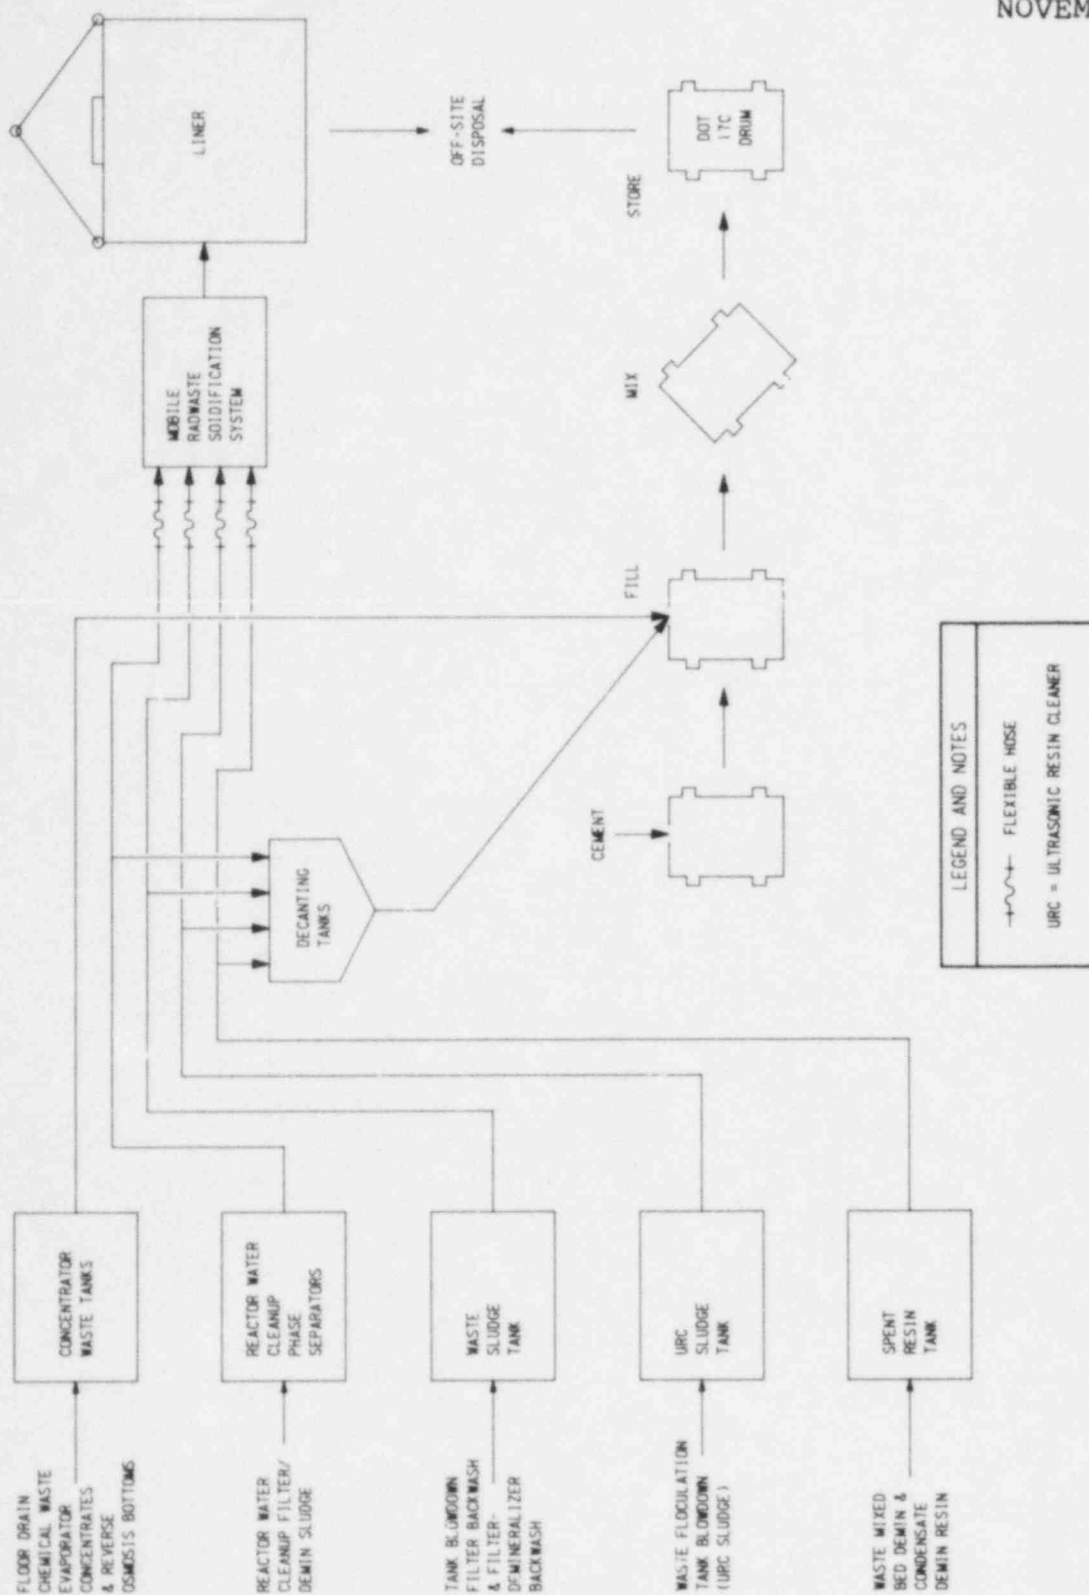 NOVEM
FLOOR DRAIN
CHEMICAL WASTE
EVAPORATOR
CONCENTRATES
& REVERSE
OSMOSIS BOTTOMS
CONCENTRATOR
WASTE TANKS
REACTOR WATER
CLEANUP FILTER/
DEMIN SLUDGE
REACTOR WATER
CLEANUP
PHASE
SEPARATORS
TANK BLOWDOWN
FILTER BACKWASH
& FILTER-
DEMINERALIZER
BACKWASH
WASTE
SLUDGE
TANK
WASTE FLOCULATION
TANK BLOWDOWN
(URC SLUDGE)
URC
SLUDGE
TANK
WASTE MIXED
BED DEMIN &
CONDENSATE
DEMIN RESIN
SPENT
RESIN
TANK
DECANTING
TANKS
MOBILE
RADWASTE
SOIDIFICATION
SYSTEM
LINER
OFF-SITE
DISPOSAL
CEMENT
FILL
MIX
STORE
DOT
17C
DRUM
LEGEND AND NOTES
FLEXIBLE HOSE
URC = ULTRASONIC RESIN CLEANER